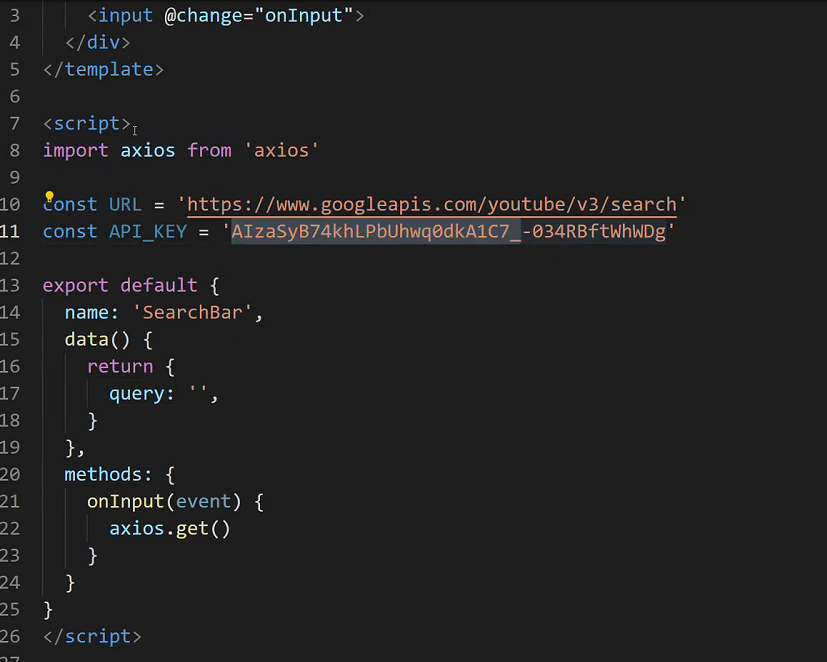 3 <input @change="onInput">
4 </div>
5 </template>
6
7 <script>
8 import axios from 'axios'
9
10 const URL = 'https://www.googleapis.com/youtube/v3/search'
11 const API_KEY = 'AIzaSyB74khLPbUhwq0dkA1C7_-034RBftWhWDg'
12
13 export default {
14 name: 'SearchBar',
15 data() {
16 return {
17 query: '',
18 }
19 },
20 methods: {
21 onInput(event) {
22 axios.get()
23 }
24 }
25 }
26 </script>
27